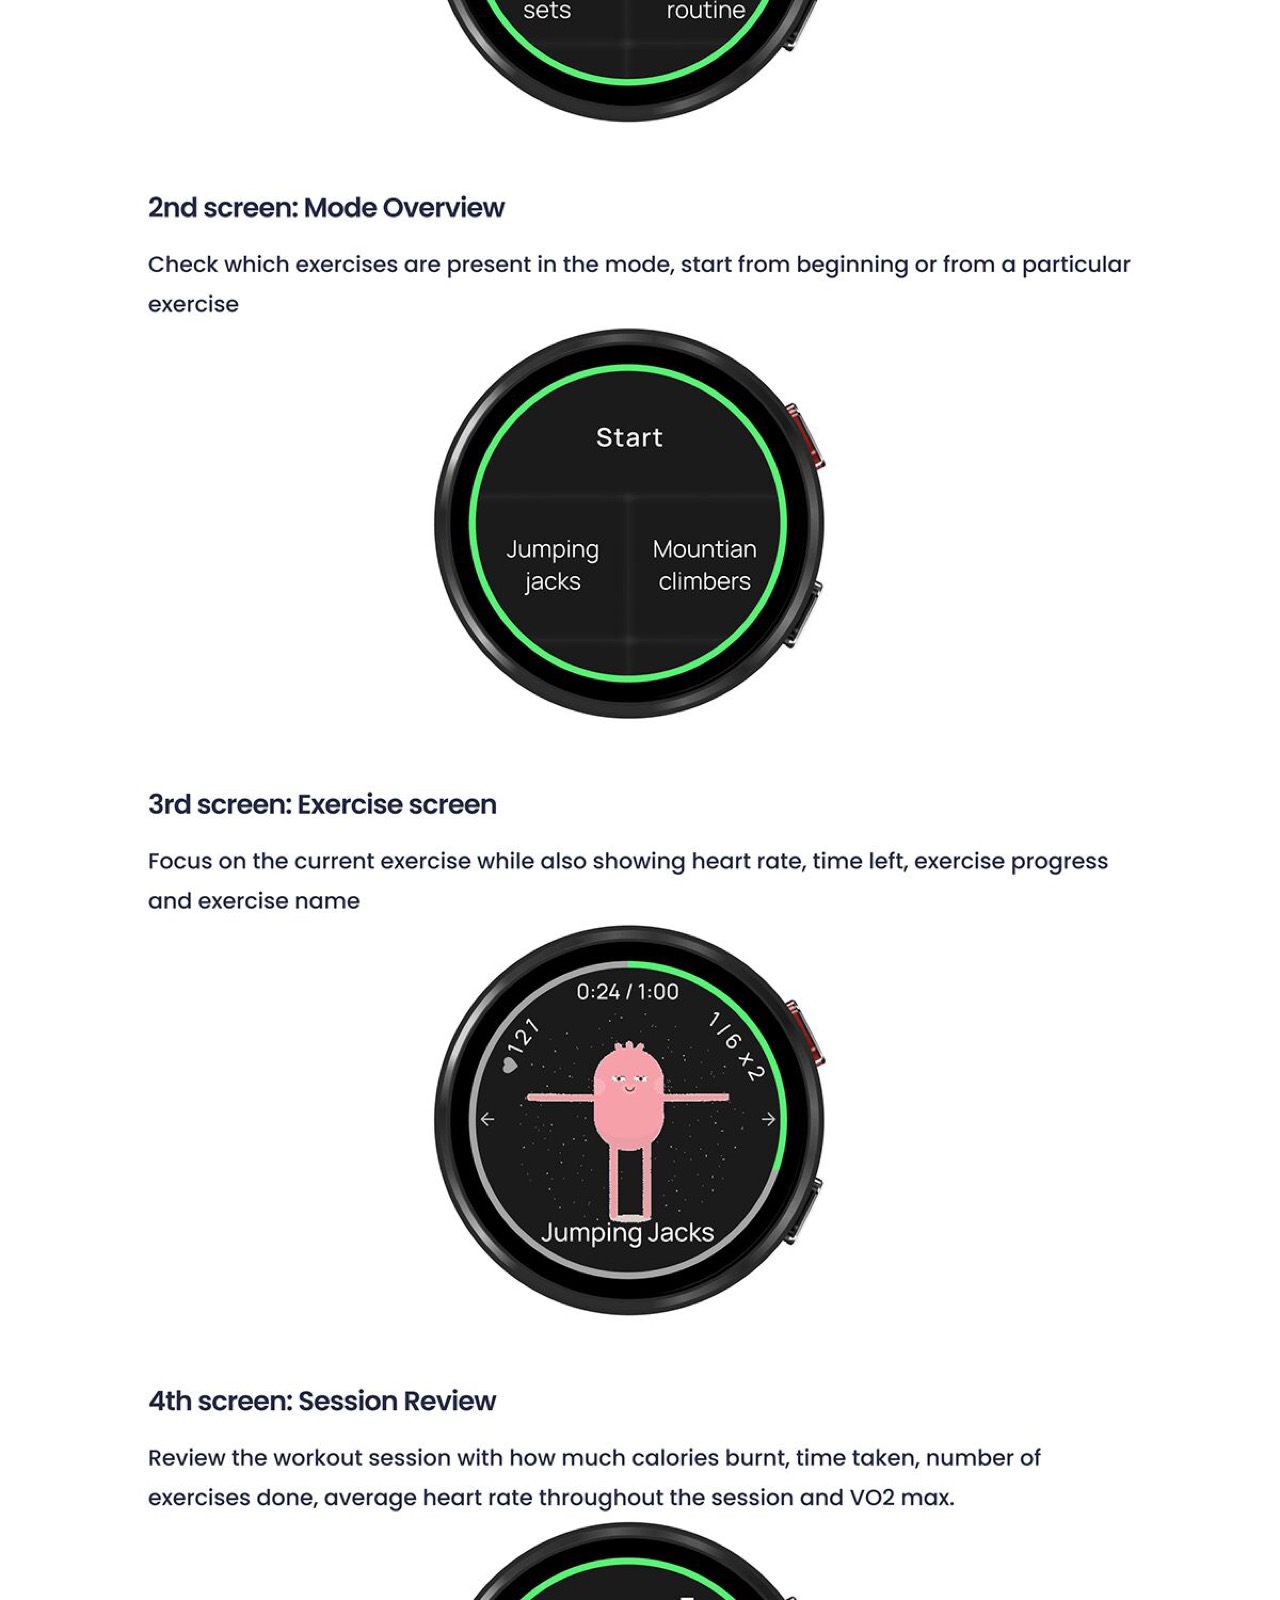 sets routine
2nd screen: Mode Overview
Check which exercises are present in the mode, start from beginning or from a particular
exercise
Start
Jumping
jacks
Mountian
climbers
3rd screen: Exercise screen
Focus on the current exercise while also showing heart rate, time left, exercise progress
and exercise name
0:24 / 1:00
121
1/6 x 2
Jumping Jacks
4th screen: Session Review
Review the workout session with how much calories burnt, time taken, number of
exercises done, average heart rate throughout the session and VO2 max.